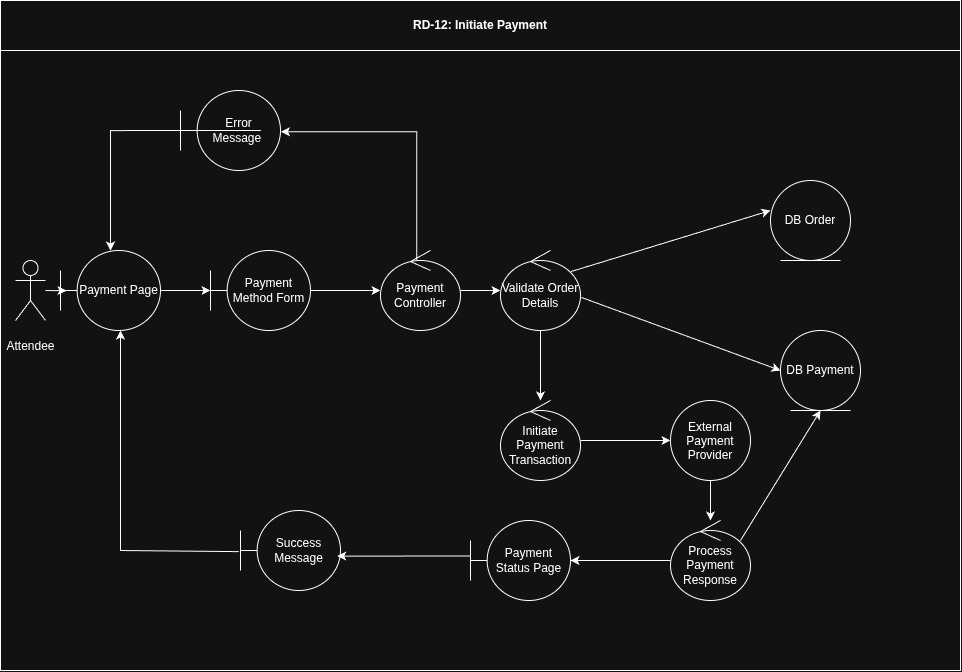 RD-12: Initiate Payment
Error
Message
DB Order
Payment Page
Payment
Method Form
Payment
Controller
Validate Order
Details
Attendee
DB Payment
Initiate
Payment
Transaction
External
Payment
Provider
Success
Message
Payment
Status Page
Process
Payment
Response